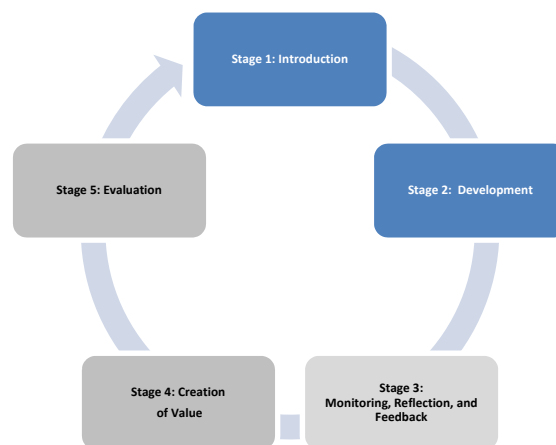 Stage 1: Introduction
Stage 2:  Development
Stage 3:
Monitoring, Reflection, and
Feedback
Stage 4: Creation
of Value
Stage 5: Evaluation